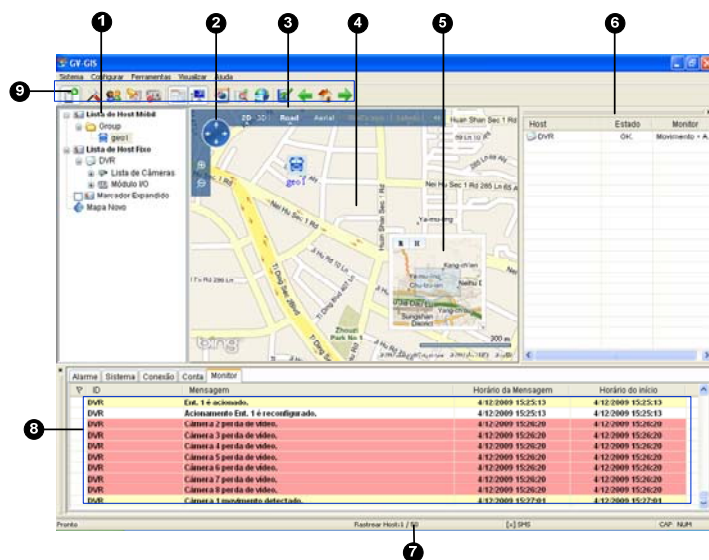 1
2
3
4
5
6
9
GV-GIS
Sistema Configurar Ferramentas Visualizar Ajuda
Lista de Host Móbil
Group
geo1
Lista de Host Fixo
DVR
Lista de Câmeras
Módulo I/O
Marcador Expandido
Mapa Novo
2D 3D Road Aerial
geo1
Huan Shan Sec 1 Rd
Nei Hu Sec 1 Rd 285 Ln
Ji Hu Rd 10 Ln
Ti Ding Sec 2Blvd
Ji Hu Rd
Zhouzi
Park No 1
bing
Kang-ch'ien
Neihu
Sungshan
District
300 m
Host Estado Monitor
DVR OK. Movimento + A.
8
Alarme Sistema Conexão Conta Monitor
ID Mensagem Horário da Mensagem Horário do início
DVR Ent. 1 é acionado. 4/12/2009 15:25:13 4/12/2009 15:25:13
DVR Acionamento Ent. 1 é reconfigurado. 4/12/2009 15:25:13 4/12/2009 15:25:13
DVR Câmera 2 perda de vídeo. 4/12/2009 15:26:20 4/12/2009 15:26:20
DVR Câmera 3 perda de vídeo. 4/12/2009 15:26:20 4/12/2009 15:26:20
DVR Câmera 4 perda de vídeo. 4/12/2009 15:26:20 4/12/2009 15:26:20
DVR Câmera 5 perda de vídeo. 4/12/2009 15:26:20 4/12/2009 15:26:20
DVR Câmera 6 perda de vídeo. 4/12/2009 15:26:20 4/12/2009 15:26:20
DVR Câmera 7 perda de vídeo. 4/12/2009 15:26:20 4/12/2009 15:26:20
DVR Câmera 8 perda de vídeo. 4/12/2009 15:26:20 4/12/2009 15:26:20
DVR Câmera 1 movimento detectado. 4/12/2009 15:27:01 4/12/2009 15:27:01
Pronto Rastrear Host:1 / 50 [x] SMS CAP NUM
7